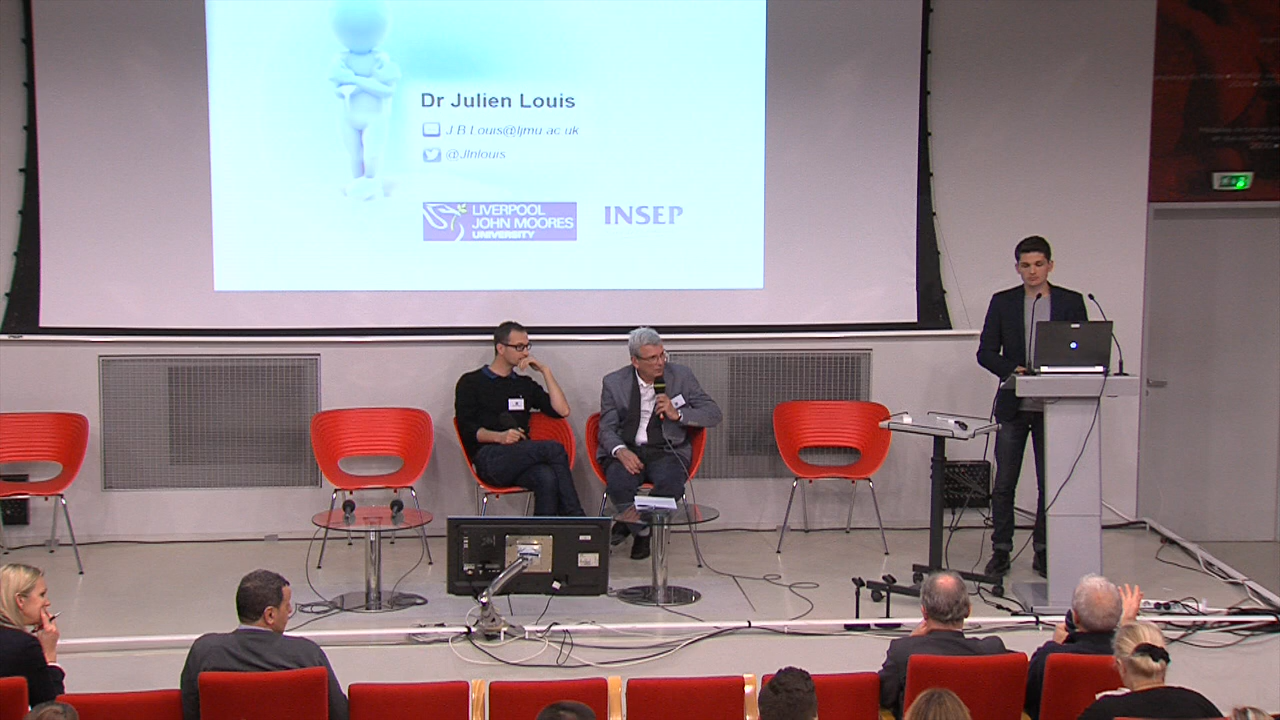 Dr Julien Louis
J.B.Louis@ljmu.ac.uk
@Jlnlouis
LIVERPOOL
JOHN MOORES
UNIVERSITY
INSEP